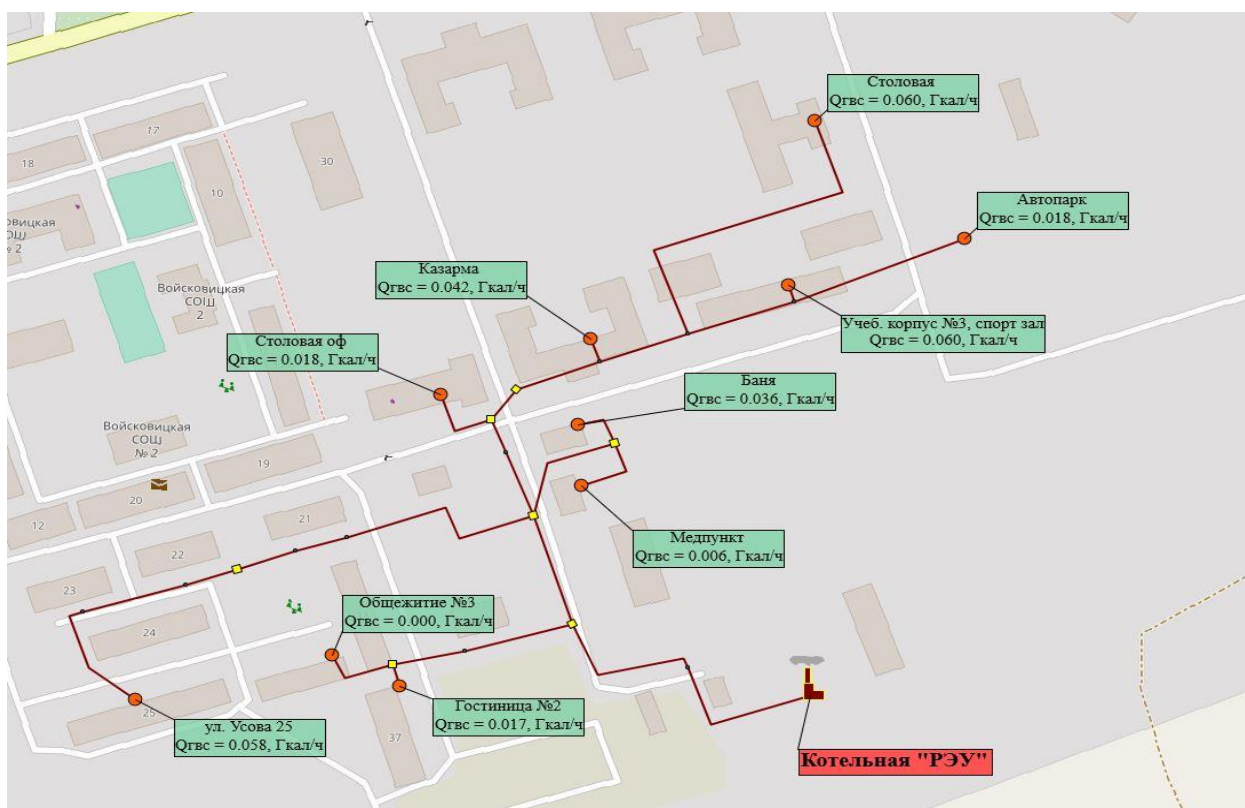 Столовая
Qгвс = 0.060, Гкал/ч
17
18
30
10
Автопарк
Qгвс = 0.018, Гкал/ч
овицкая
ОШ
№ 2
Казарма
Qгвс = 0.042, Гкал/ч
Войсковицкая
СОШ
2
Столовая оф
Qгвс = 0.018, Гкал/ч
Учеб. корпус №3, спорт зал
Qгвс = 0.060, Гкал/ч
Баня
Qгвс = 0.036, Гкал/ч
Войсковицкая
СОШ
№ 2
19
20
12
21
22
23
Медпункт
Qгвс = 0.006, Гкал/ч
Общежитие №3
Qгвс = 0.000, Гкал/ч
24
25
ул. Усова 25
Qгвс = 0.058, Гкал/ч
Гостиница №2
Qгвс = 0.017, Гкал/ч
37
Котельная "РЭУ"